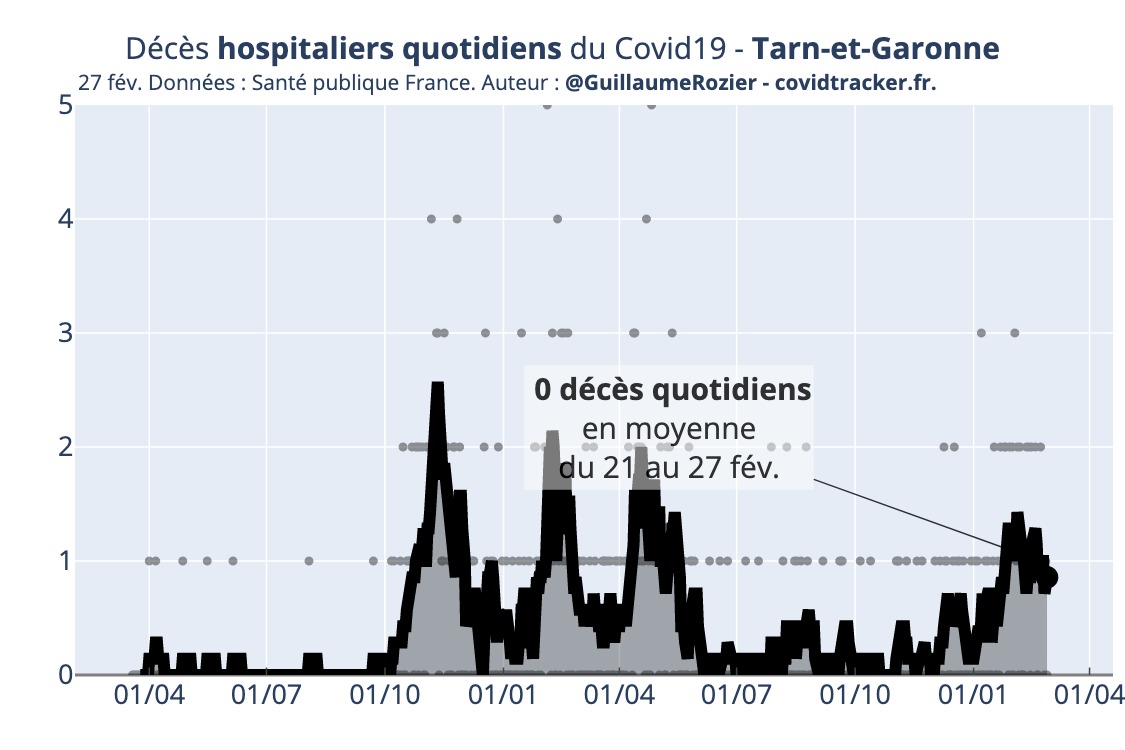 Décès hospitaliers quotidiens du Covid19 - Tarn-et-Garonne
27 fév. Données : Santé publique France. Auteur : @GuillaumeRozier - covidtracker.fr.
5
4
3
0 décès quotidiens
en moyenne
2
du 21 au 27 fév.
1
0
01/04 01/07 01/10 01/01 01/04 01/07 01/10 01/01 01/04